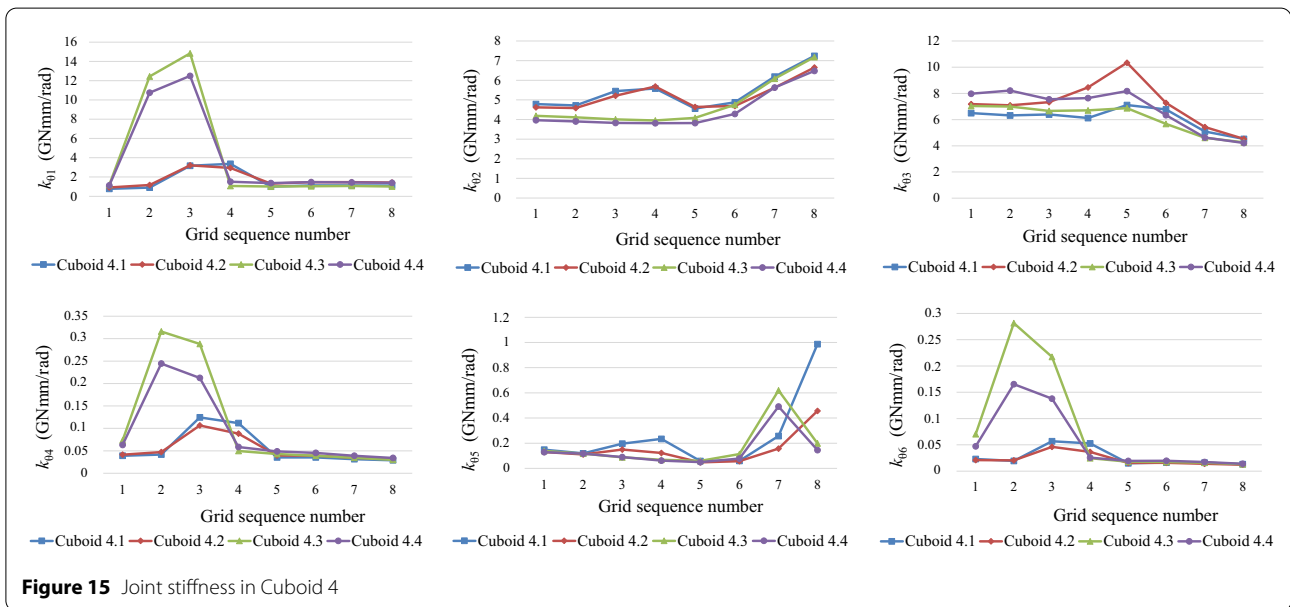 k_θ1 (GNmm/rad)
16
14
12
10
8
6
4
2
0
1 2 3 4 5 6 7 8
Grid sequence number
Cuboid 4.1 Cuboid 4.2 Cuboid 4.3 Cuboid 4.4
k_θ2 (GNmm/rad)
8
7
6
5
4
3
2
1
0
1 2 3 4 5 6 7 8
Grid sequence number
Cuboid 4.1 Cuboid 4.2 Cuboid 4.3 Cuboid 4.4
k_θ3 (GNmm/rad)
12
10
8
6
4
2
0
1 2 3 4 5 6 7 8
Grid sequence number
Cuboid 4.1 Cuboid 4.2 Cuboid 4.3 Cuboid 4.4
k_θ4 (GNmm/rad)
0.35
0.3
0.25
0.2
0.15
0.1
0.05
0
1 2 3 4 5 6 7 8
Grid sequence number
Cuboid 4.1 Cuboid 4.2 Cuboid 4.3 Cuboid 4.4
k_θ5 (GNmm/rad)
1.2
1
0.8
0.6
0.4
0.2
0
1 2 3 4 5 6 7 8
Grid sequence number
Cuboid 4.1 Cuboid 4.2 Cuboid 4.3 Cuboid 4.4
k_θ6 (GNmm/rad)
0.3
0.25
0.2
0.15
0.1
0.05
0
1 2 3 4 5 6 7 8
Grid sequence number
Cuboid 4.1 Cuboid 4.2 Cuboid 4.3 Cuboid 4.4
Figure 15 Joint stiffness in Cuboid 4